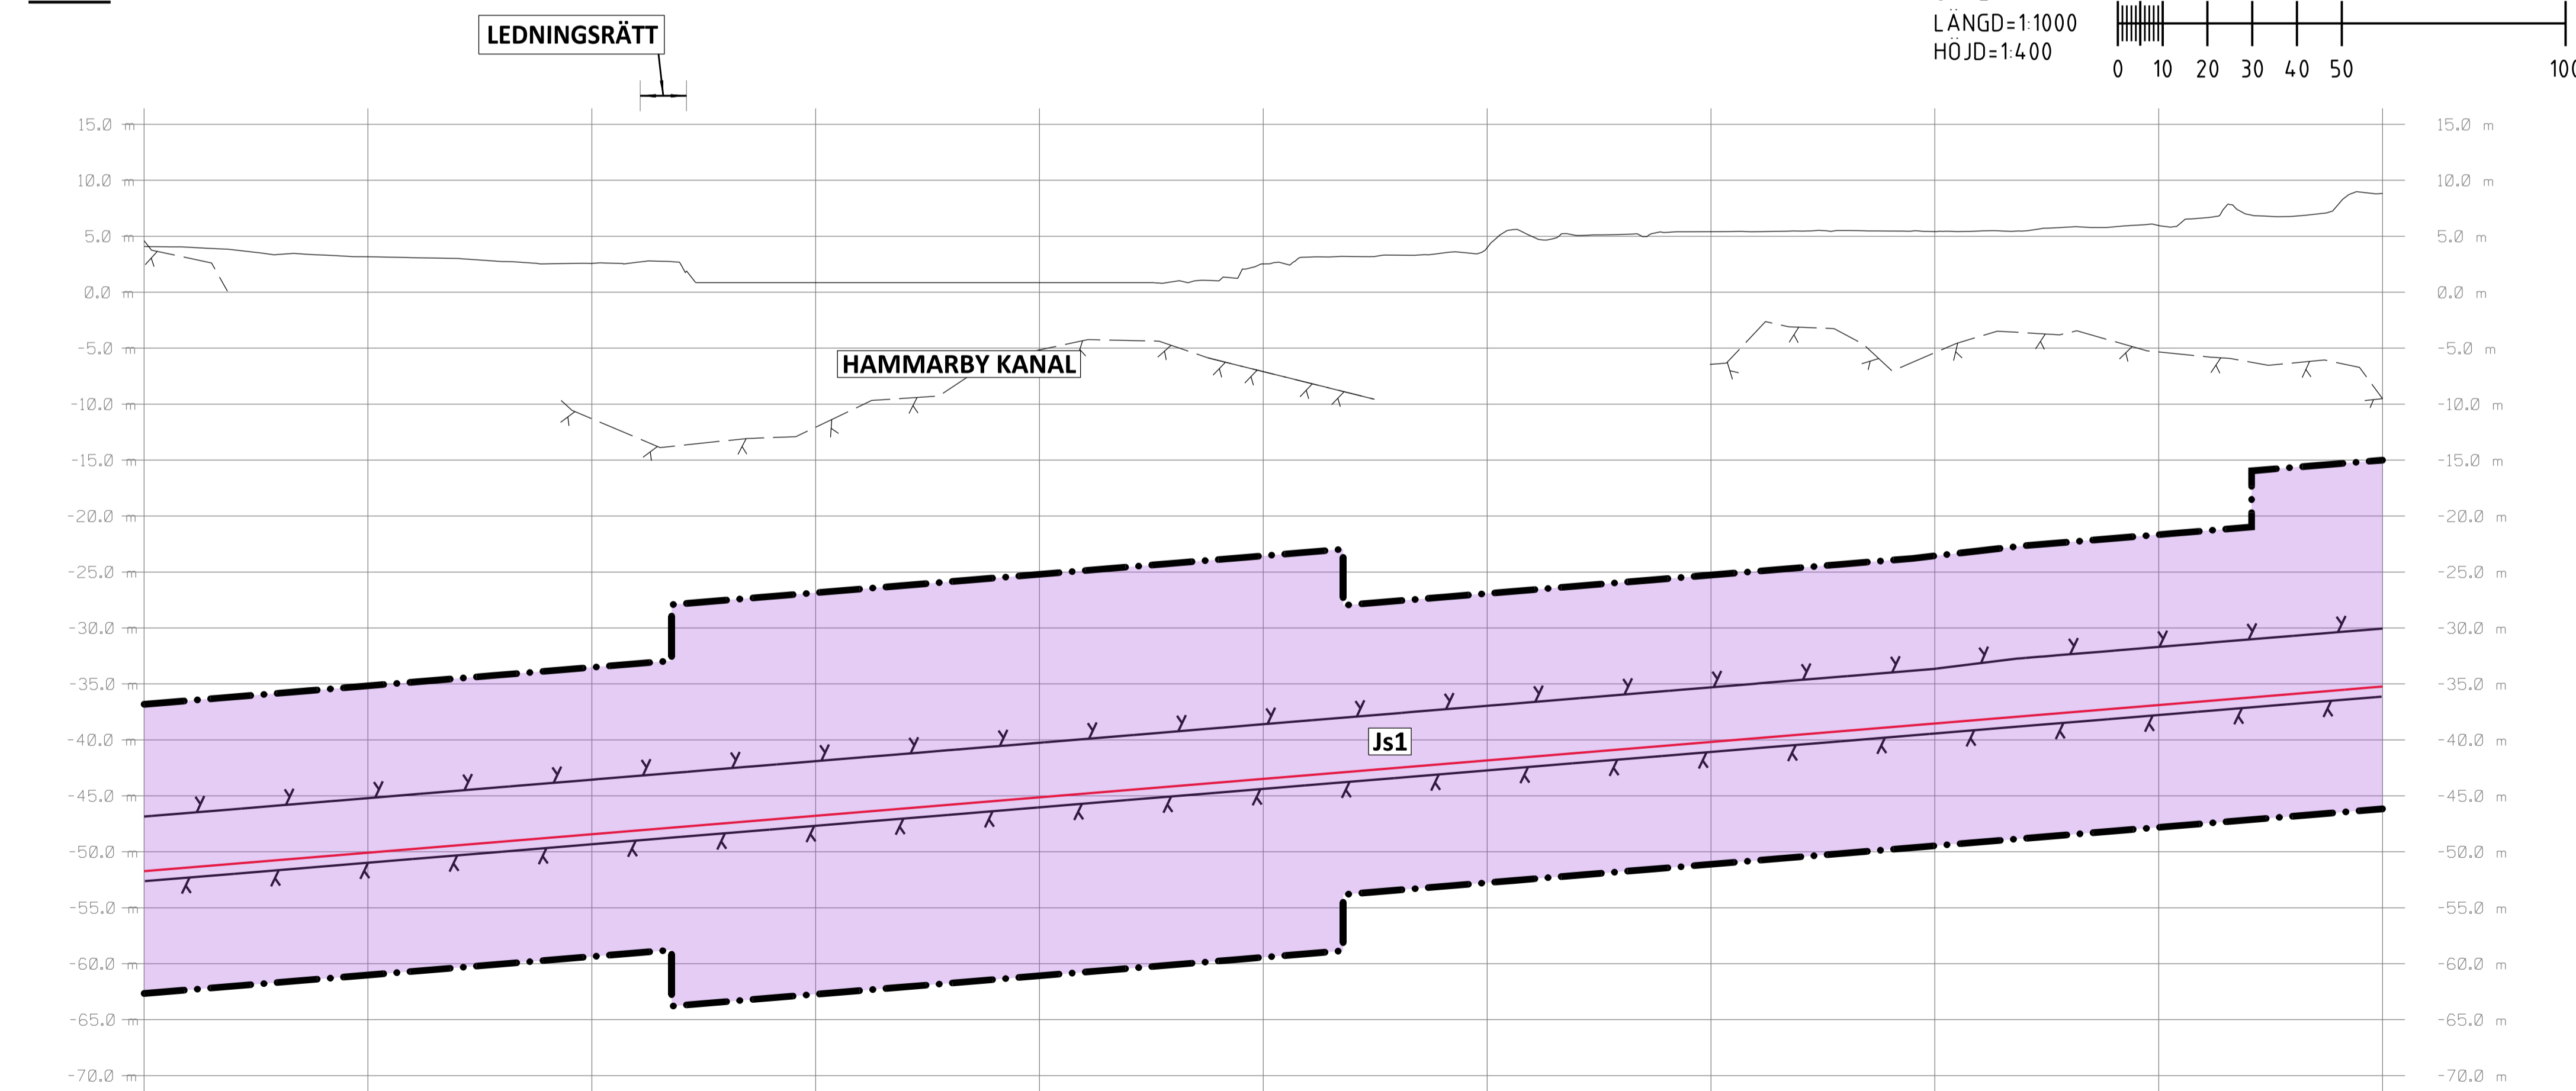 LÄNGD=1:1000
HÖJD=1:400
0 10 20 30 40 50 100
LEDNINGSRÄTT
15.0 m 15.0 m
10.0 m 10.0 m
5.0 m 5.0 m
0.0 m 0.0 m
-5.0 m -5.0 m
HAMMARBY KANAL
-10.0 m -10.0 m
-15.0 m -15.0 m
-20.0 m -20.0 m
-25.0 m -25.0 m
-30.0 m -30.0 m
-35.0 m -35.0 m
-40.0 m -40.0 m
Js1
-45.0 m -45.0 m
-50.0 m -50.0 m
-55.0 m -55.0 m
-60.0 m -60.0 m
-65.0 m -65.0 m
-70.0 m -70.0 m